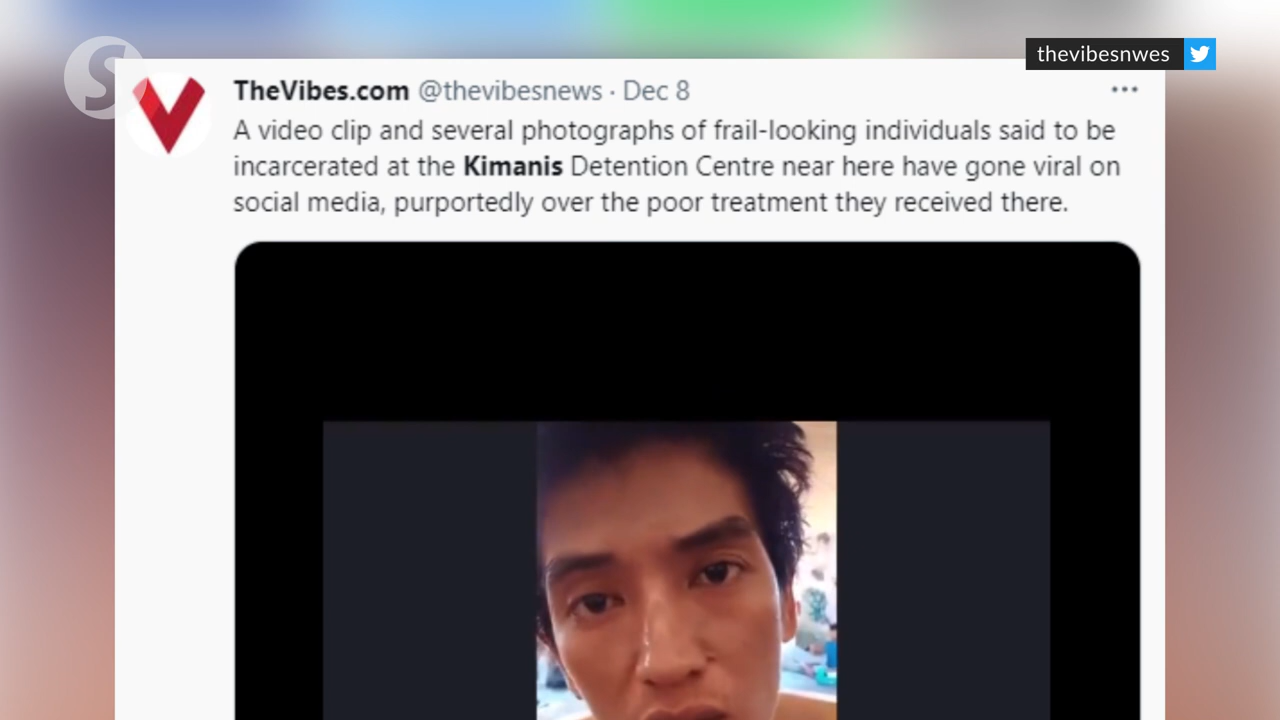 thevibesnwes
S
TheVibes.com @thevibesnews · Dec 8
A video clip and several photographs of frail-looking individuals said to be
incarcerated at the Kimanis Detention Centre near here have gone viral on
social media, purportedly over the poor treatment they received there.